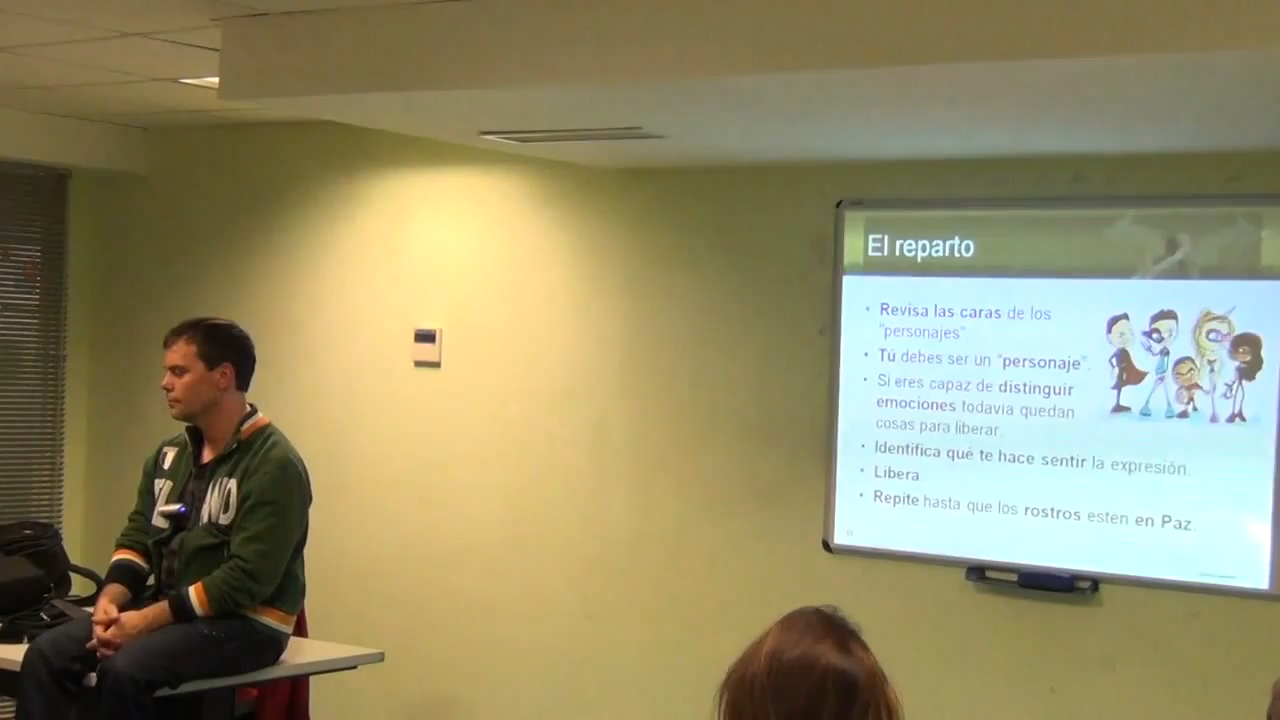 El reparto
• Revisa las caras de los
"personajes"
• Tú debes ser un "personaje".
• Si eres capaz de distinguir
emociones todavia quedan
cosas para liberar.
• Identifica qué te hace sentir la expresión.
• Libera.
• Repite hasta que los rostros esten en Paz.
ND